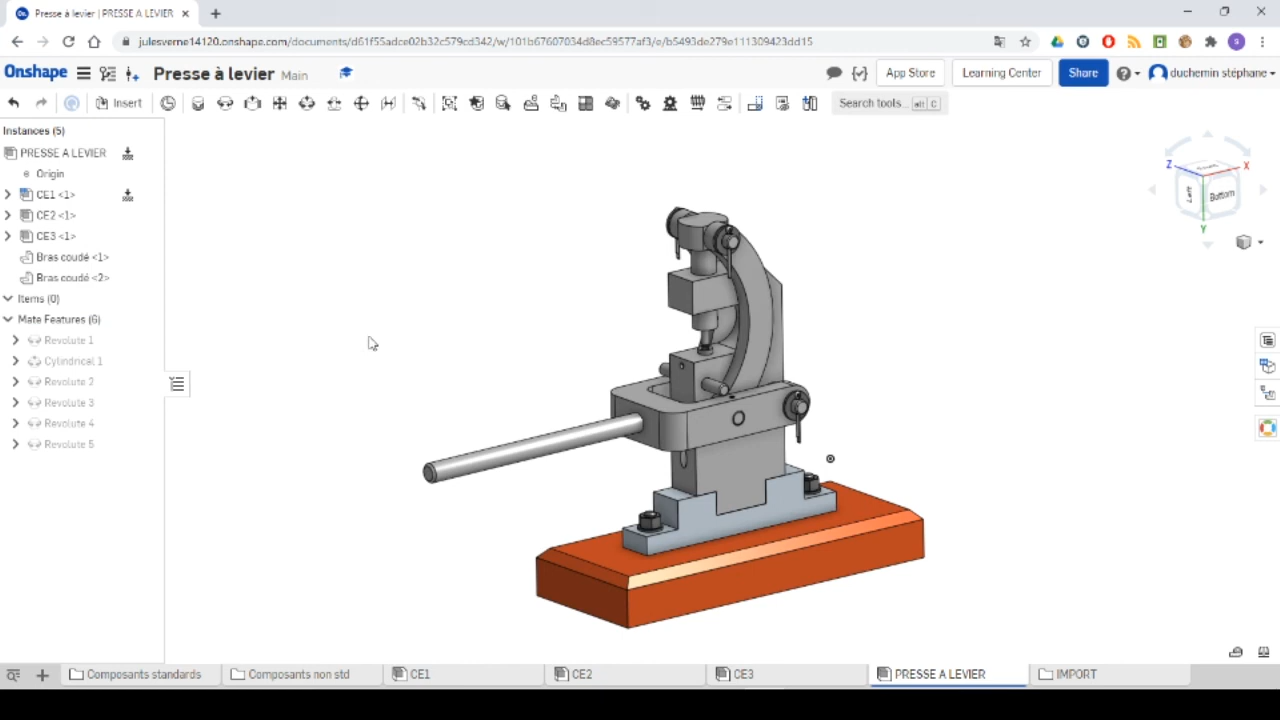 Presse à levier | PRESSE A LEVIER
julesverne14120.onshape.com/documents/d61f55adce02b32c579cd342/w/101b67607034d8ec59577af3/e/b5493de279e111309423dd15
Onshape Presse à levier Main App Store Learning Center Share duchemin stéphane
Insert Search tools... alt C
Instances (5)
PRESSE A LEVIER
Origin
CE1 <1>
CE2 <1>
CE3 <1>
Bras coudé <1>
Bras coudé <2>
Items (0)
Mate Features (6)
Revolute 1
Cylindrical 1
Revolute 2
Revolute 3
Revolute 4
Revolute 5
Z X
Left Bottom
Y
Composants standards Composants non std CE1 CE2 CE3 PRESSE A LEVIER IMPORT